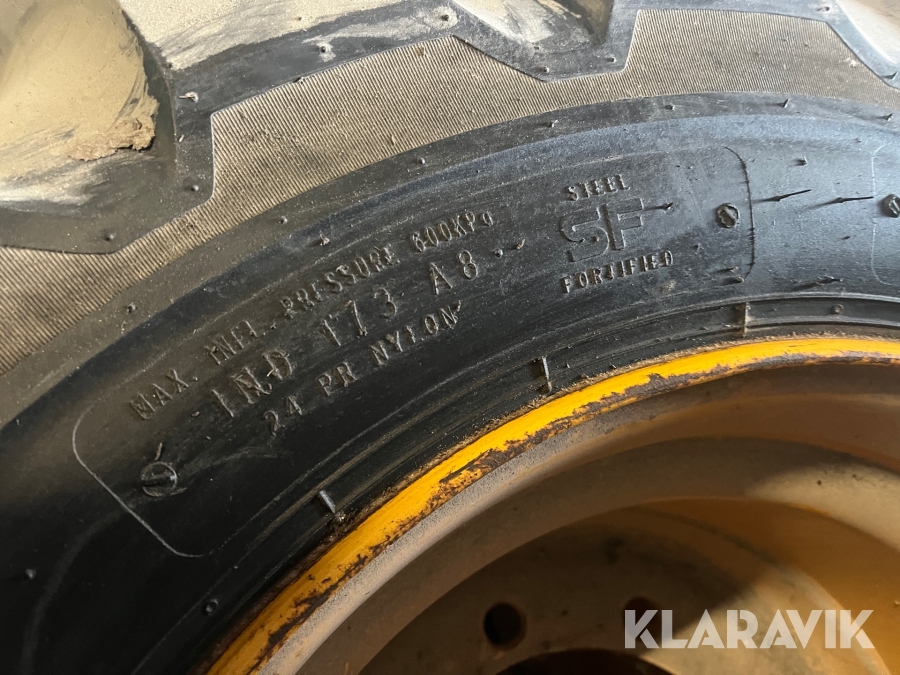 MAX. INFL. PRESSURE 600KPa
IND 173 A8
24 PR NYLON
STEEL
SF
FORTIFIED
KLARAVIK